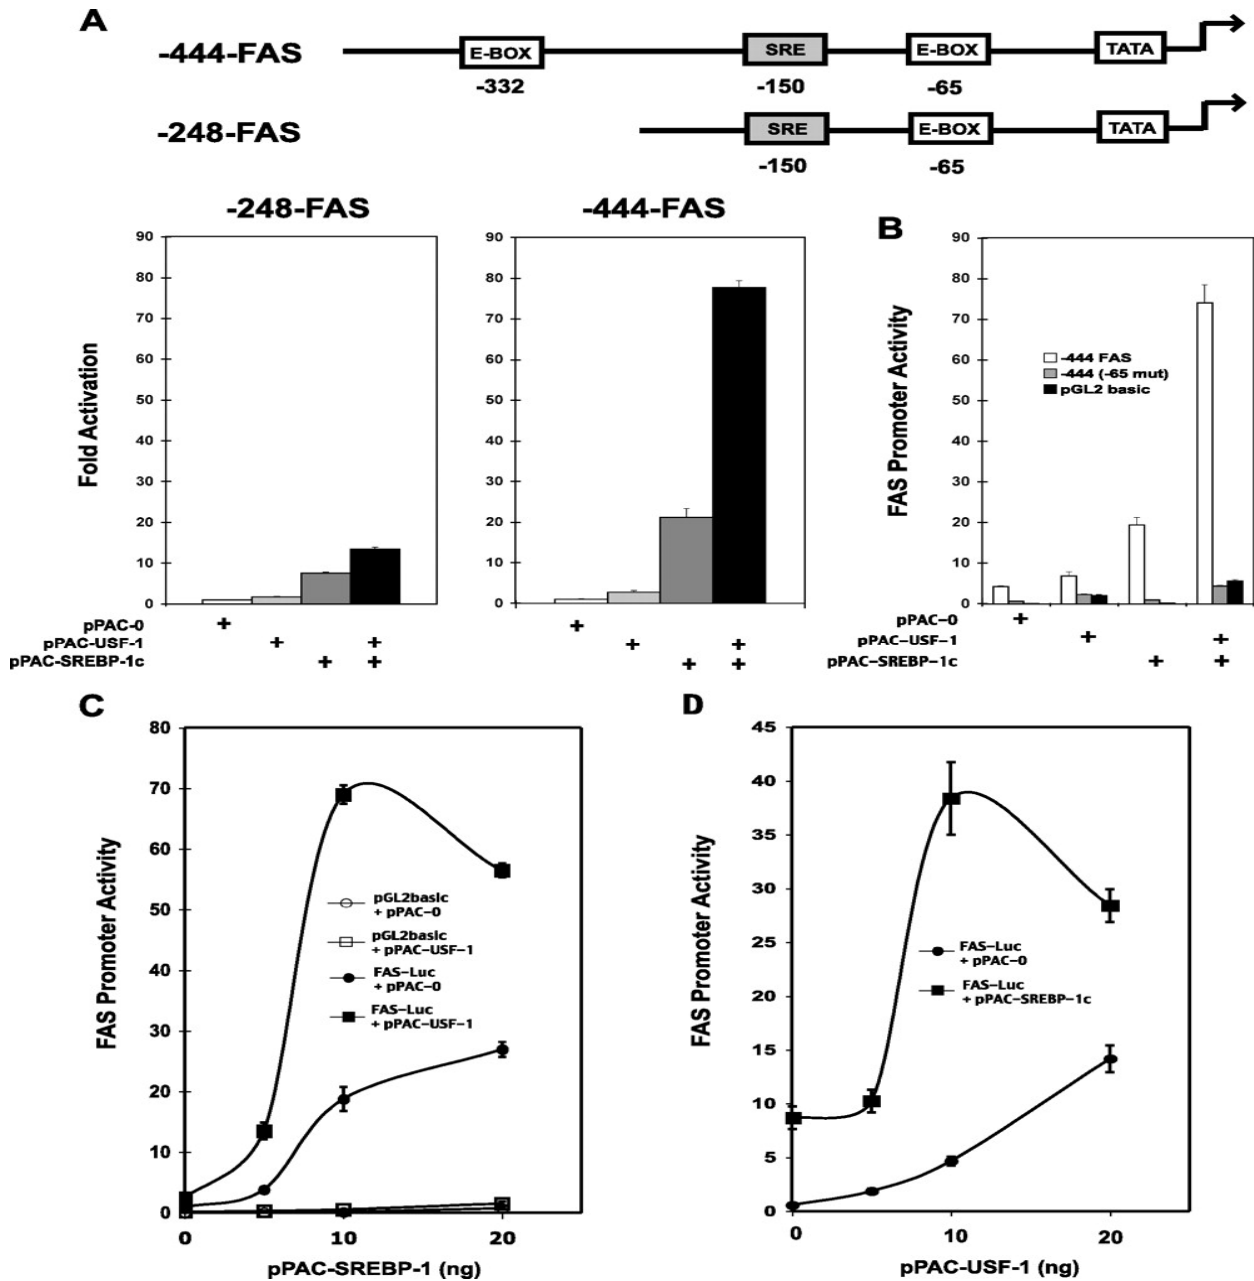 A
-444-FAS
E-BOX SRE E-BOX TATA
-332 -150 -65
-248-FAS
SRE E-BOX TATA
-150 -65
-248-FAS
Fold Activation
90
80
70
60
50
40
30
20
10
0
-444-FAS
90
80
70
60
50
40
30
20
10
0
pPAC-0 + +
pPAC-USF-1 + + + +
pPAC-SREBP-1c + + + +
B
FAS Promoter Activity
90
80
70
60
50
40
30
20
10
0
-444 FAS
-444 (-65 mut)
pGL2 basic
pPAC-0 +
pPAC-USF-1 + +
pPAC-SREBP-1c + +
C
FAS Promoter Activity
80
70
60
50
40
30
20
10
0
pGL2basic
+ pPAC-0
pGL2basic
+ pPAC-USF-1
FAS-Luc
+ pPAC-0
FAS-Luc
+ pPAC-USF-1
0 10 20
pPAC-SREBP-1 (ng)
D
FAS Promoter Activity
45
40
35
30
25
20
15
10
5
0
FAS-Luc
+ pPAC-0
FAS-Luc
+ pPAC-SREBP-1c
0 10 20
pPAC-USF-1 (ng)